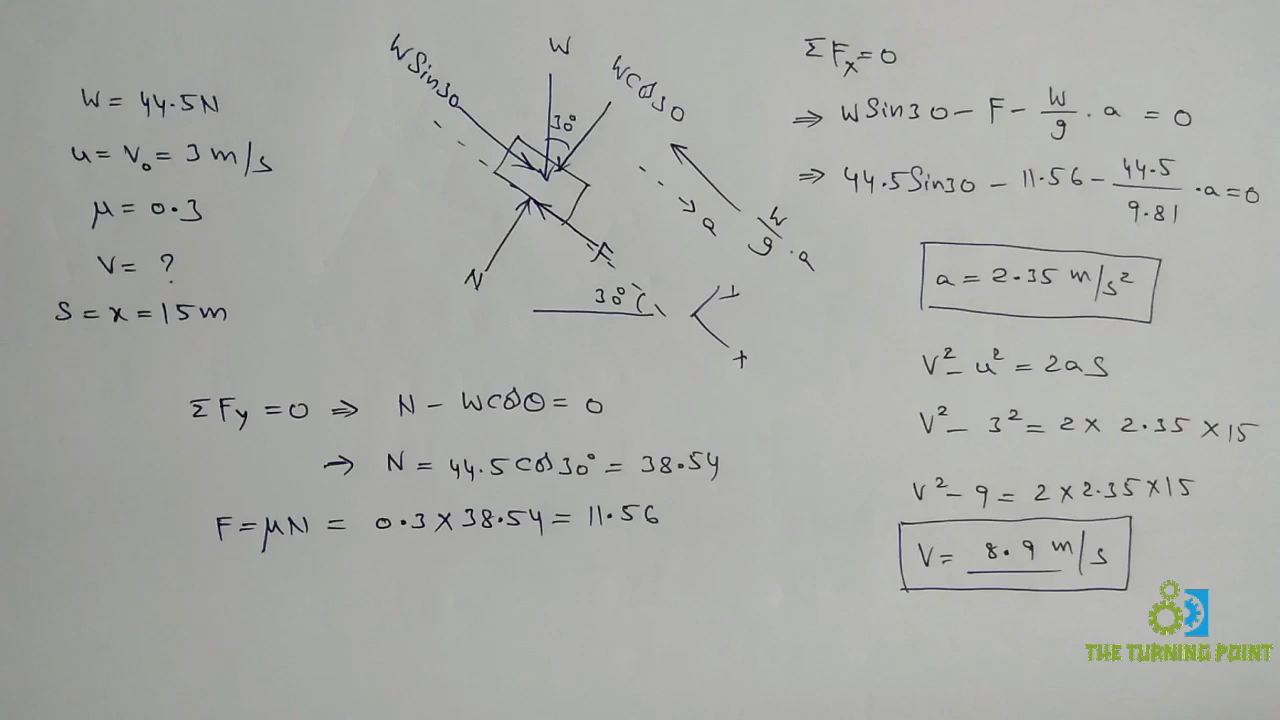 W = 44.5N
u = V₀ = 3 m/s
μ = 0.3
V = ?
S = x = 15m
WSin30
W
30°
Wcos30
a
W/g · a
N
F
30°
+
+
ΣFy = 0 ⇒ N - Wcosθ = 0
→ N = 44.5 cos30° = 38.54
F = μN = 0.3 × 38.54 = 11.56
ΣFx = 0
⇒ WSin30 - F - W/g · a = 0
⇒ 44.5Sin30 - 11.56 - 44.5/9.81 · a = 0
a = 2.35 m/s²
V² - u² = 2aS
V² - 3² = 2 × 2.35 × 15
V² - 9 = 2 × 2.35 × 15
V = 8.9 m/s
THE TURNING POINT